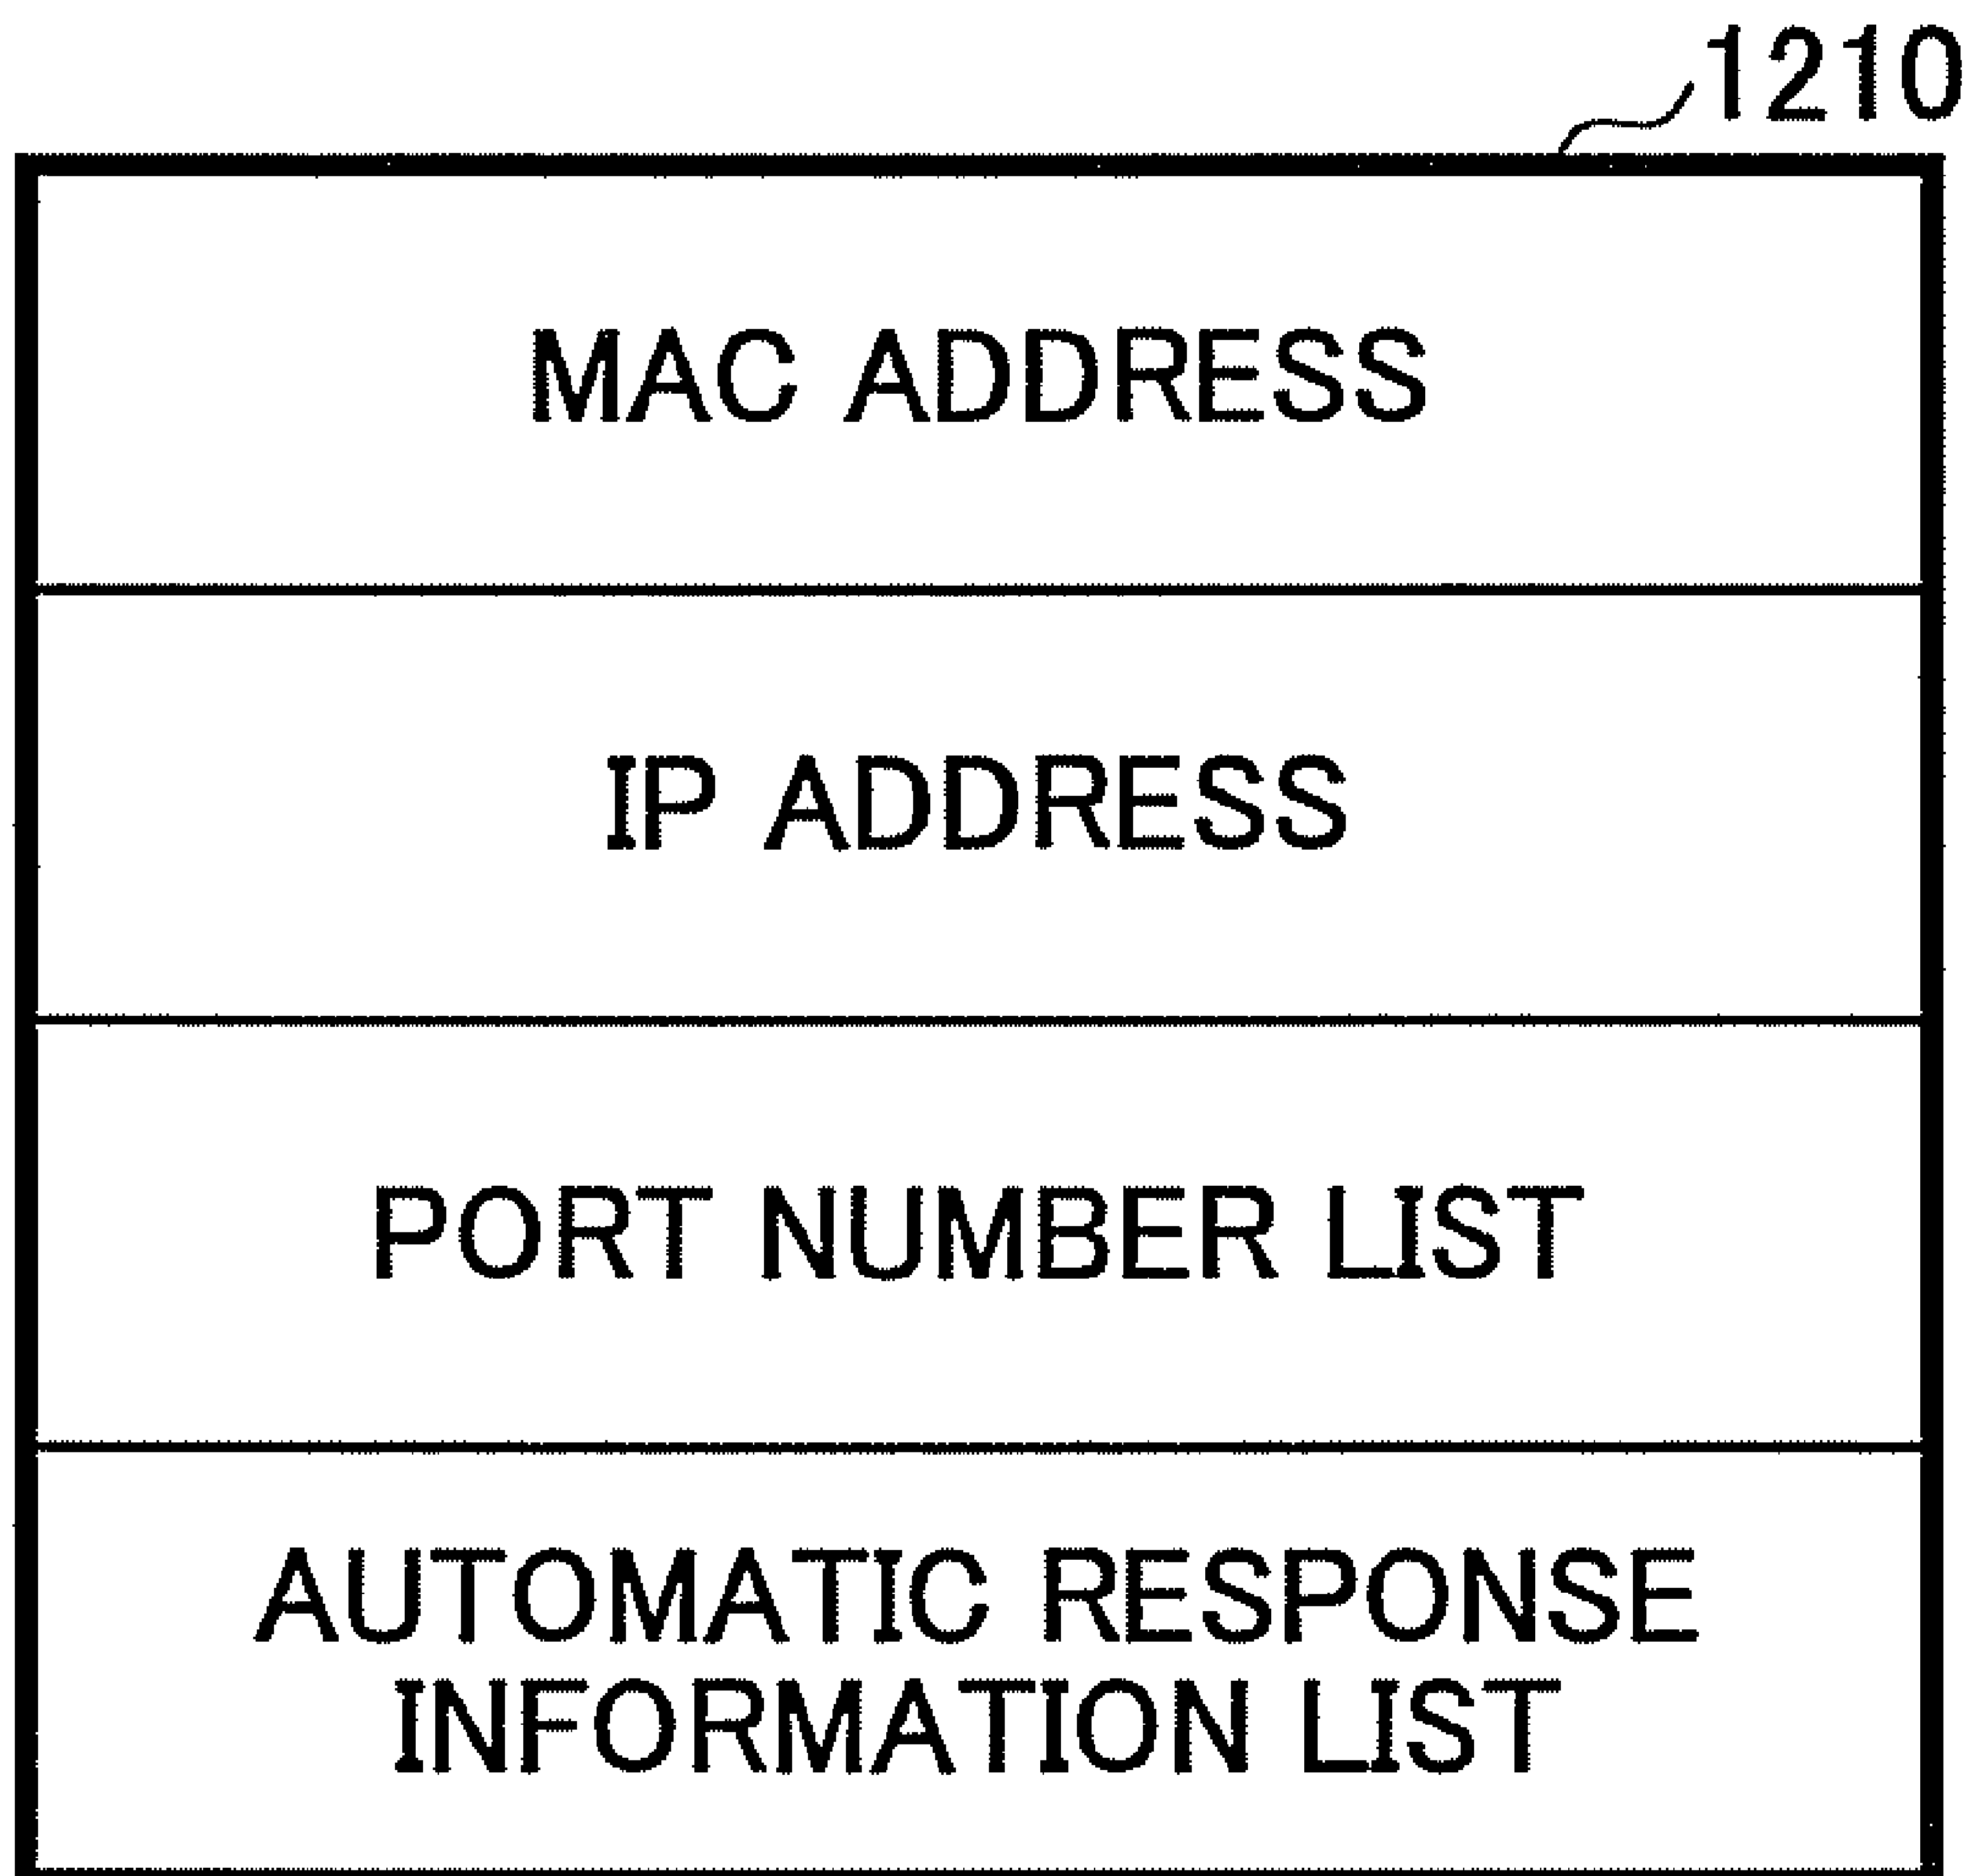 1210
MAC ADDRESS
IP ADDRESS
PORT NUMBER LIST
AUTOMATIC RESPONSE
INFORMATION LIST